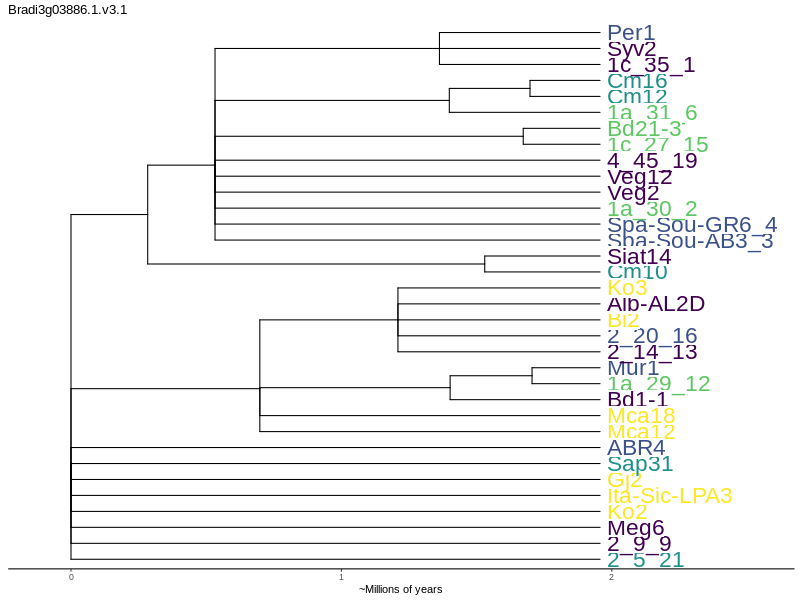 Bradi3g03886.1.v3.1
Per1
Syv2
1c_35_1
Cm16
Cm12
1a_31_6
Bd21-3
1c_27_15
4_45_19
Veg12
Veg2
1a_30_2
Spa-Sou-GR6_4
Spa-Sou-AB3_3
Siat14
Cm10
Ko3
Alb-AL2D
Bi2
2_20_16
2_14_13
Mur1
1a_29_12
Bd1-1
Mca18
Mca12
ABR4
Sap31
Gj2
Ita-Sic-LPA3
Ko2
Meg6
2_9_9
2_5_21
0 1 2
~Millions of years